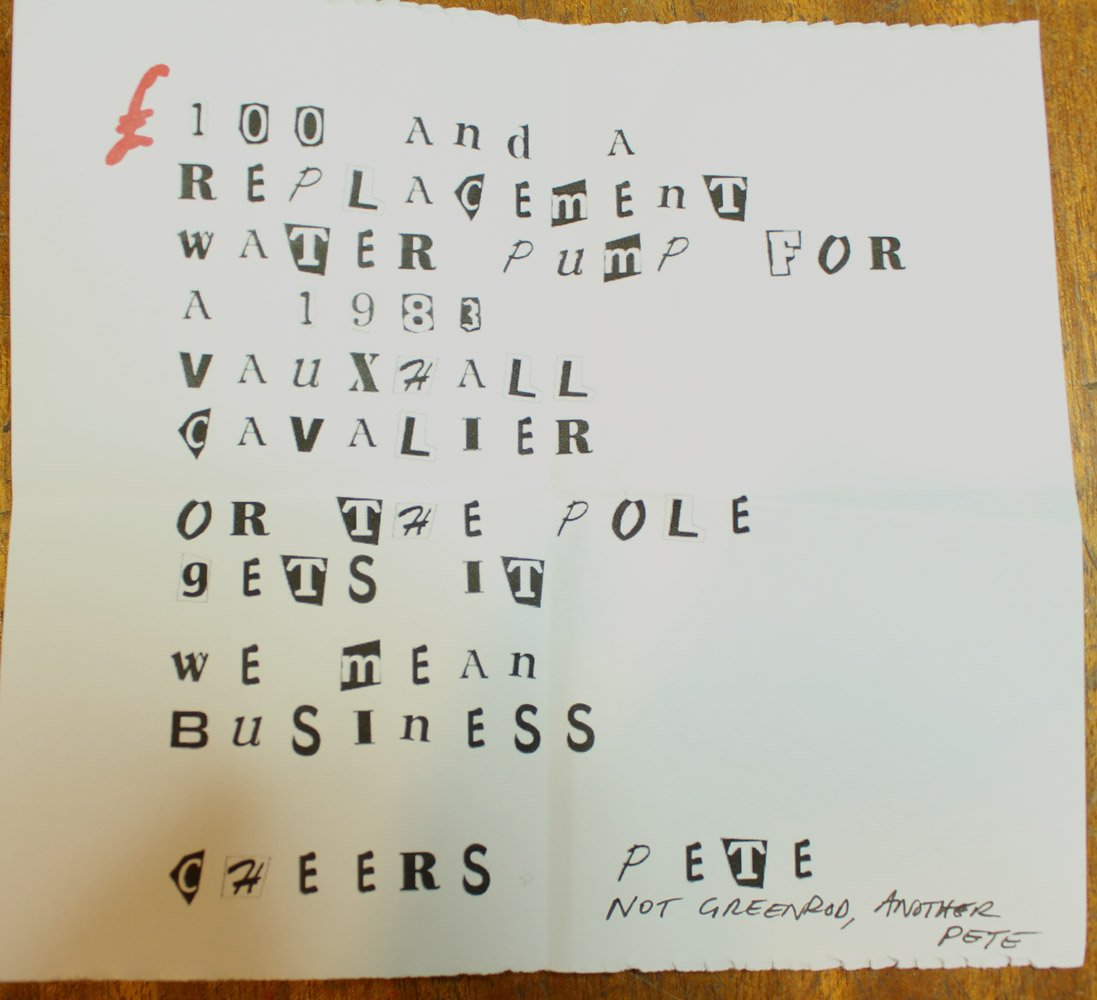 £100 And A
REPLACEmEnT
WATER PumP FOR
A 1983
VAuXHALL
CAVALIER
OR THE POLE
gETS IT
WE mEAn
BuSInESS
CHEERS PETE
NOT GREENROD, ANOTHER
PETE